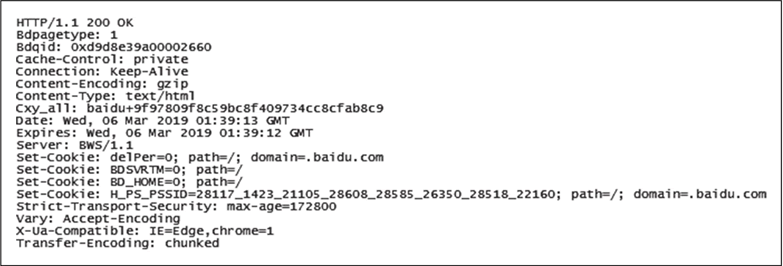 HTTP/1.1 200 OK
Bdpagetype: 1
Bdqid: 0xd9d8e39a00002660
Cache-Control: private
Connection: Keep-Alive
Content-Encoding: gzip
Content-Type: text/html
Cxy_all: baidu+9f97809f8c59bc8f409734cc8cfab8c9
Date: Wed, 06 Mar 2019 01:39:13 GMT
Expires: Wed, 06 Mar 2019 01:39:12 GMT
Server: BWS/1.1
Set-Cookie: delPer=0; path=/; domain=.baidu.com
Set-Cookie: BDSVRTM=0; path=/
Set-Cookie: BD_HOME=0; path=/
Set-Cookie: H_PS_PSSID=28117_1423_21105_28608_28585_26350_28518_22160; path=/; domain=.baidu.com
Strict-Transport-Security: max-age=172800
Vary: Accept-Encoding
X-Ua-Compatible: IE=Edge,chrome=1
Transfer-Encoding: chunked